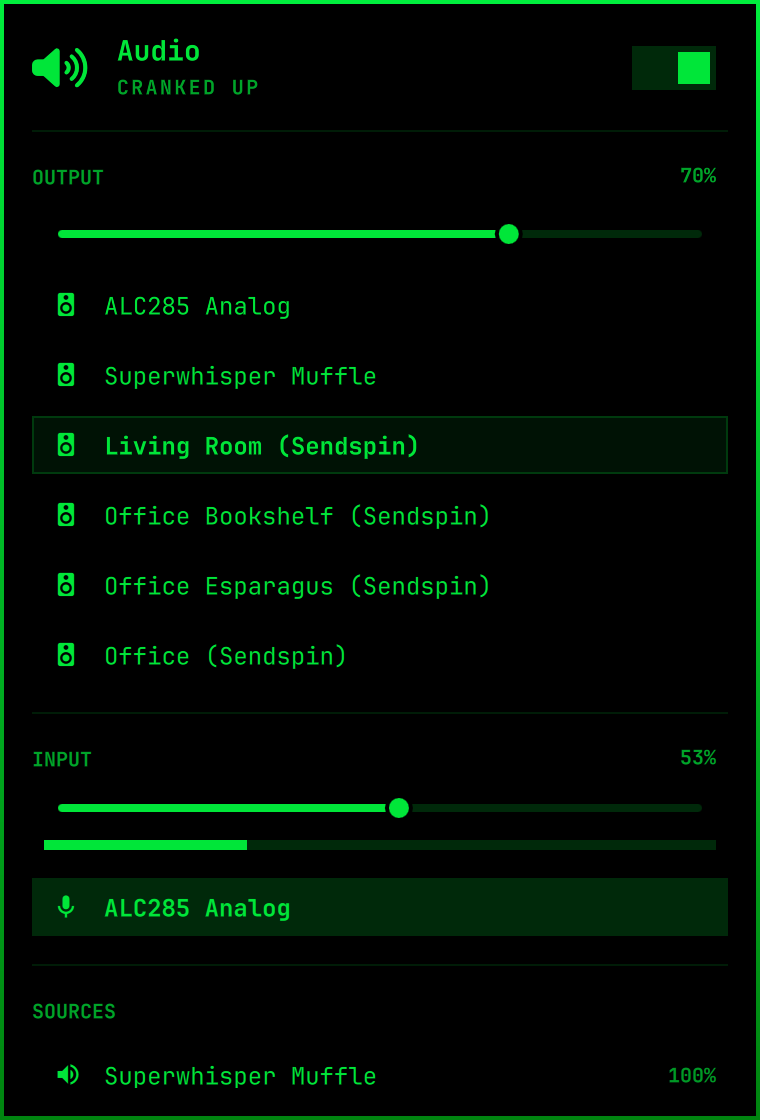 Audio
CRANKED UP
OUTPUT 70%
ALC285 Analog
Superwhisper Muffle
Living Room (Sendspin)
Office Bookshelf (Sendspin)
Office Esparagus (Sendspin)
Office (Sendspin)
INPUT 53%
ALC285 Analog
SOURCES
Superwhisper Muffle 100%